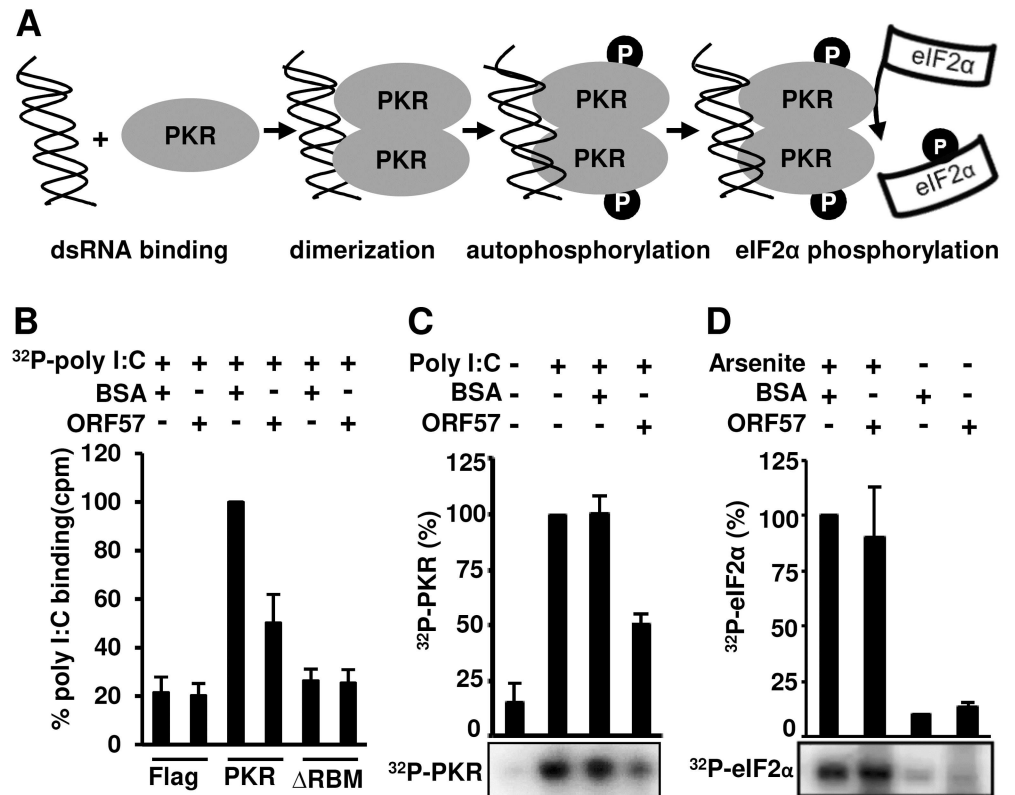 A
PKR
+
PKR
PKR
P
PKR
PKR
P
P
PKR
PKR
P
eIF2α
P
eIF2α
dsRNA binding dimerization autophosphorylation eIF2α phosphorylation
B
³²P-poly I:C + + + + + +
BSA + - + - + -
ORF57 - + - + - +
% poly I:C binding(cpm)
120
100
80
60
40
20
0
Flag PKR ΔRBM
C
Poly I:C - + + +
BSA - - + -
ORF57 - - - +
³²P-PKR (%)
125
100
75
50
25
0
³²P-PKR
D
Arsenite + + - -
BSA + - + -
ORF57 - + - +
³²P-eIF2α (%)
125
100
75
50
25
0
³²P-eIF2α